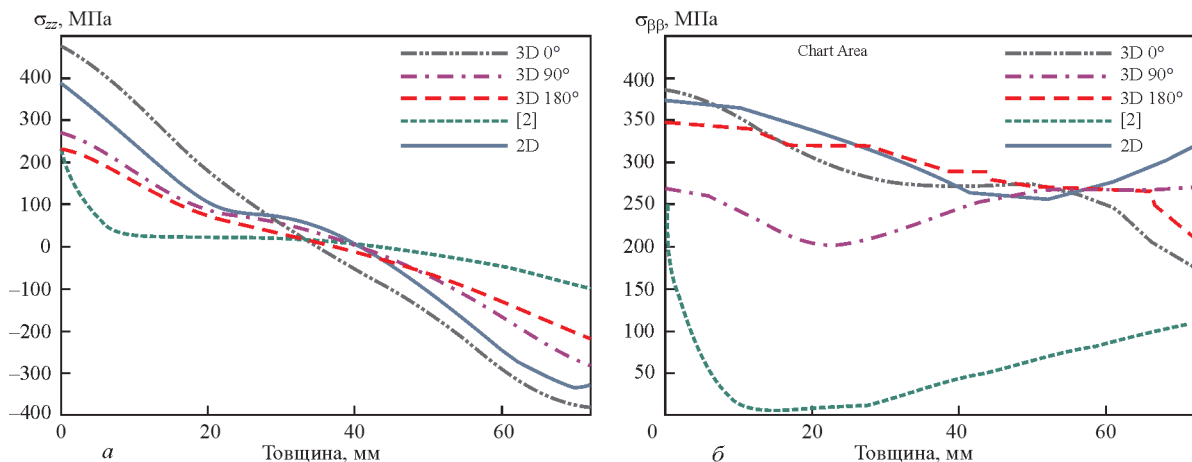 σzz, МПа
400
300
200
100
0
–100
–200
–300
–400
0
20
40
60
Товщина, мм
а
3D 0°
3D 90°
3D 180°
[2]
2D
σββ, МПа
Chart Area
400
350
300
250
200
150
100
50
0
20
40
60
Товщина, мм
б
3D 0°
3D 90°
3D 180°
[2]
2D